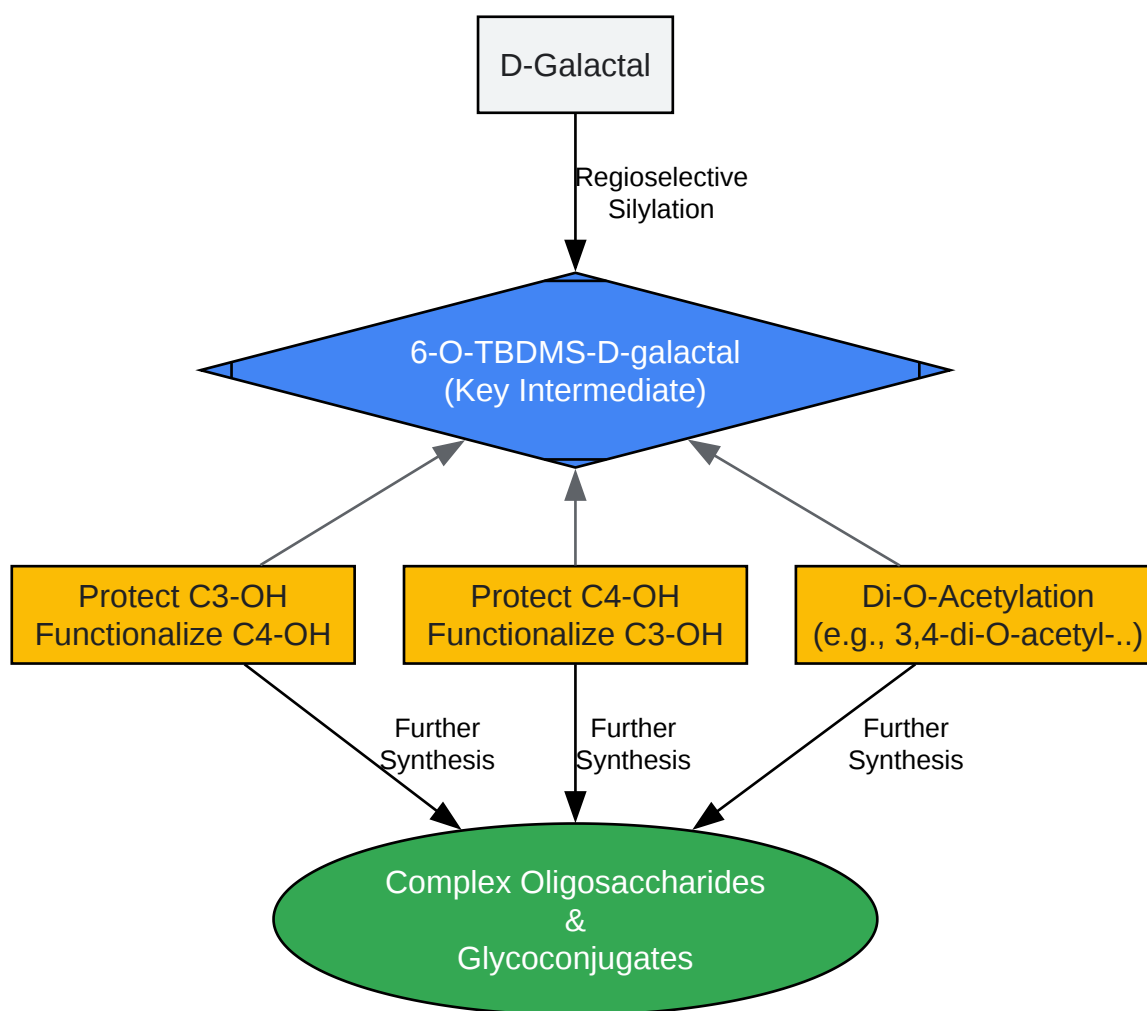 D-Galactal
Regioselective
Silylation
6-O-TBDMS-D-galactal
(Key Intermediate)
Protect C3-OH
Functionalize C4-OH
Protect C4-OH
Functionalize C3-OH
Di-O-Acetylation
(e.g., 3,4-di-O-acetyl-..)
Further
Synthesis
Further
Synthesis
Further
Synthesis
Complex Oligosaccharides
&
Glycoconjugates